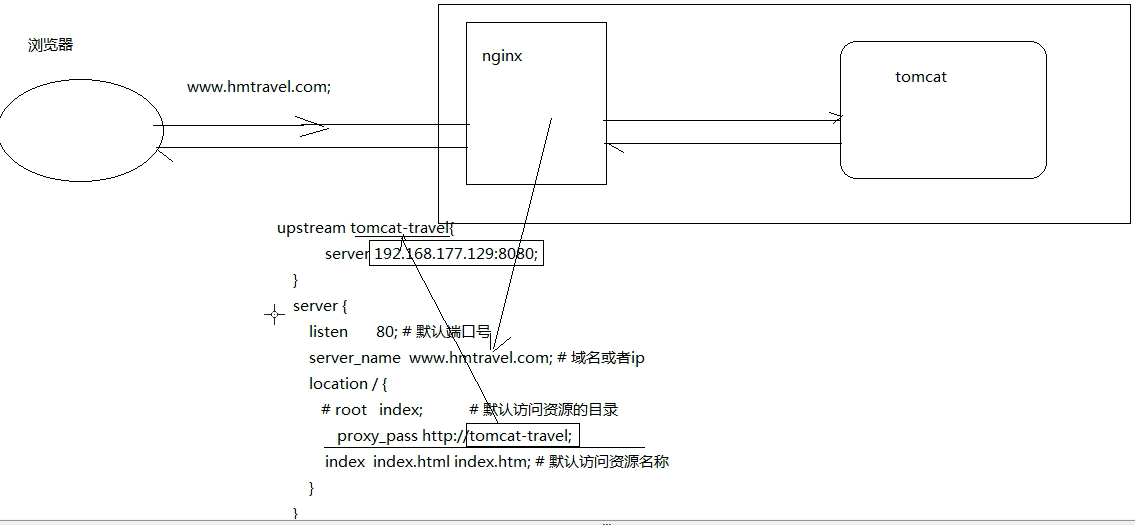 浏览器
www.hmtravel.com;
nginx
tomcat
upstream tomcat-travel{
server 192.168.177.129:8080;
}
server {
listen 80; # 默认端口号
server_name www.hmtravel.com; # 域名或者ip
location / {
# root index; # 默认访问资源的目录
proxy_pass http://tomcat-travel;
index index.html index.htm; # 默认访问资源名称
}
}